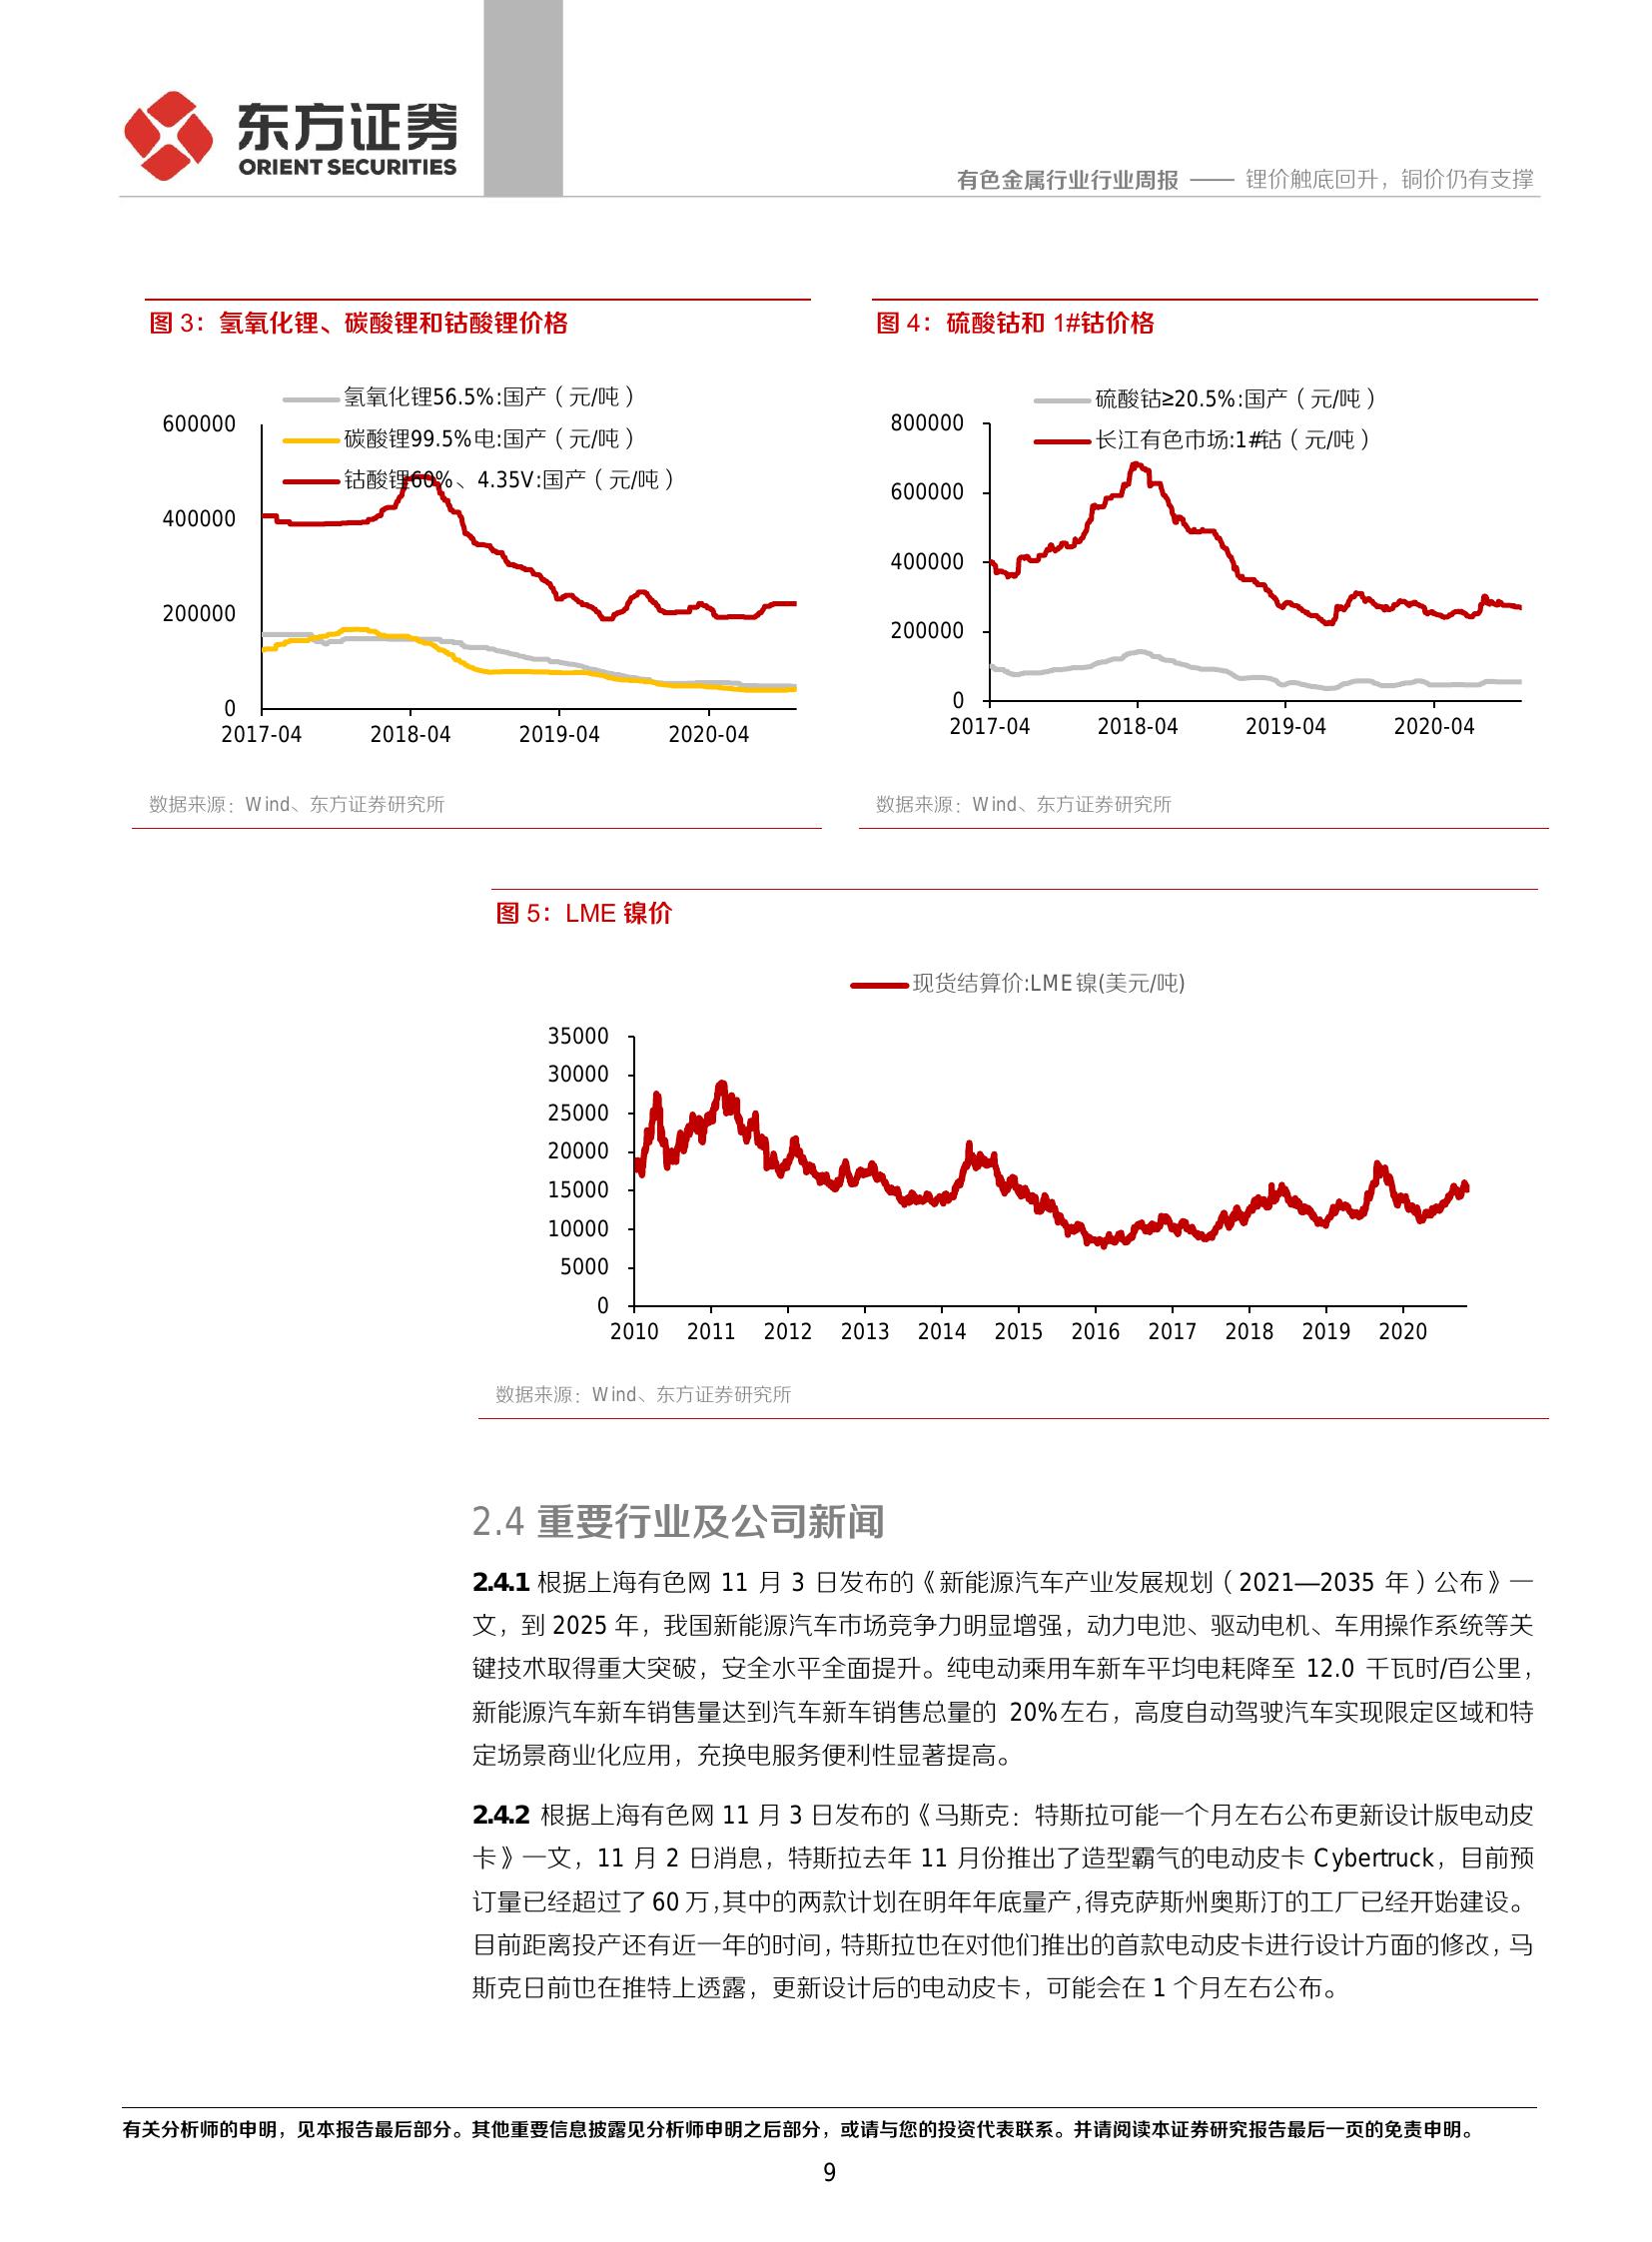 东方证券
ORIENT SECURITIES
有色金属行业行业周报 —— 锂价触底回升，铜价仍有支撑
图 3：氢氧化锂、碳酸锂和钴酸锂价格
氢氧化锂56.5%:国产（元/吨）
碳酸锂99.5%电:国产（元/吨）
钴酸锂60%、4.35V:国产（元/吨）
600000
400000
200000
0
2017-04 2018-04 2019-04 2020-04
数据来源：Wind、东方证券研究所
图 4：硫酸钴和 1#钴价格
硫酸钴≥20.5%:国产（元/吨）
长江有色市场:1#钴（元/吨）
800000
600000
400000
200000
0
2017-04 2018-04 2019-04 2020-04
数据来源：Wind、东方证券研究所
图 5：LME 镍价
现货结算价:LME镍(美元/吨)
35000
30000
25000
20000
15000
10000
5000
0
2010 2011 2012 2013 2014 2015 2016 2017 2018 2019 2020
数据来源：Wind、东方证券研究所
2.4 重要行业及公司新闻
2.4.1 根据上海有色网 11 月 3 日发布的《新能源汽车产业发展规划（2021—2035 年）公布》一
文，到 2025 年，我国新能源汽车市场竞争力明显增强，动力电池、驱动电机、车用操作系统等关
键技术取得重大突破，安全水平全面提升。纯电动乘用车新车平均电耗降至 12.0 千瓦时/百公里，
新能源汽车新车销售量达到汽车新车销售总量的 20%左右，高度自动驾驶汽车实现限定区域和特
定场景商业化应用，充换电服务便利性显著提高。
2.4.2 根据上海有色网 11 月 3 日发布的《马斯克：特斯拉可能一个月左右公布更新设计版电动皮
卡》一文，11 月 2 日消息，特斯拉去年 11 月份推出了造型霸气的电动皮卡 Cybertruck，目前预
订量已经超过了 60 万,其中的两款计划在明年年底量产,得克萨斯州奥斯汀的工厂已经开始建设。
目前距离投产还有近一年的时间，特斯拉也在对他们推出的首款电动皮卡进行设计方面的修改，马
斯克日前也在推特上透露，更新设计后的电动皮卡，可能会在 1 个月左右公布。
有关分析师的申明，见本报告最后部分。其他重要信息披露见分析师申明之后部分，或请与您的投资代表联系。并请阅读本证券研究报告最后一页的免责申明。
9